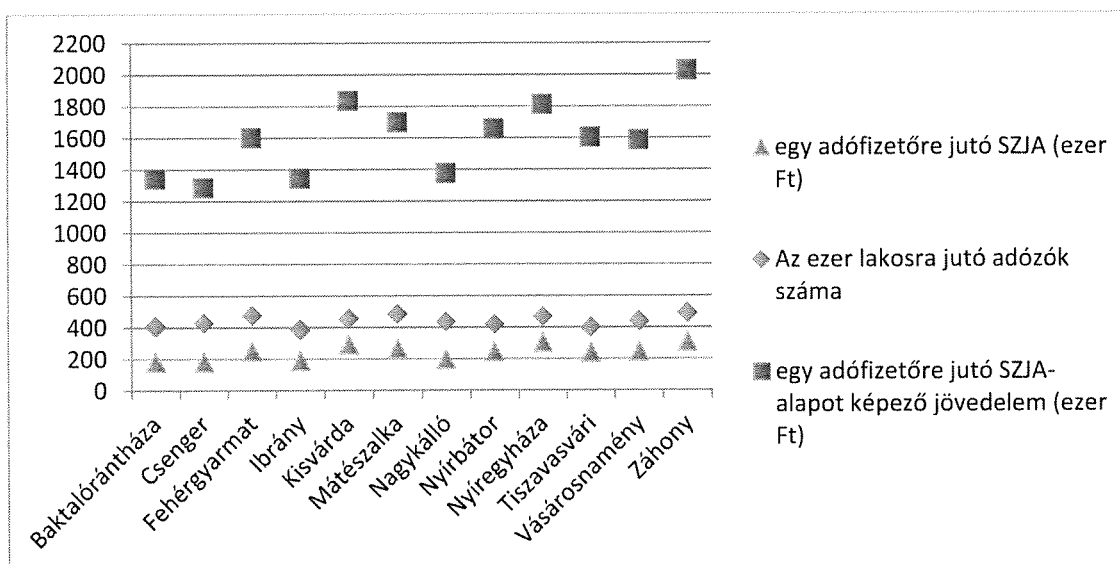 2200
2000
1800
1600
1400
1200
1000
800
600
400
200
0
Baktalórántháza
Csenger
Fehérgyarmat
Ibrány
Kisvárda
Mátészalka
Nagykálló
Nyírbátor
Nyíregyháza
Tiszavasvári
Vásárosnamény
Záhony
egy adófizetőre jutó SZJA (ezer
Ft)
Az ezer lakosra jutó adózók
száma
egy adófizetőre jutó SZJA-
alapot képező jövedelem (ezer
Ft)